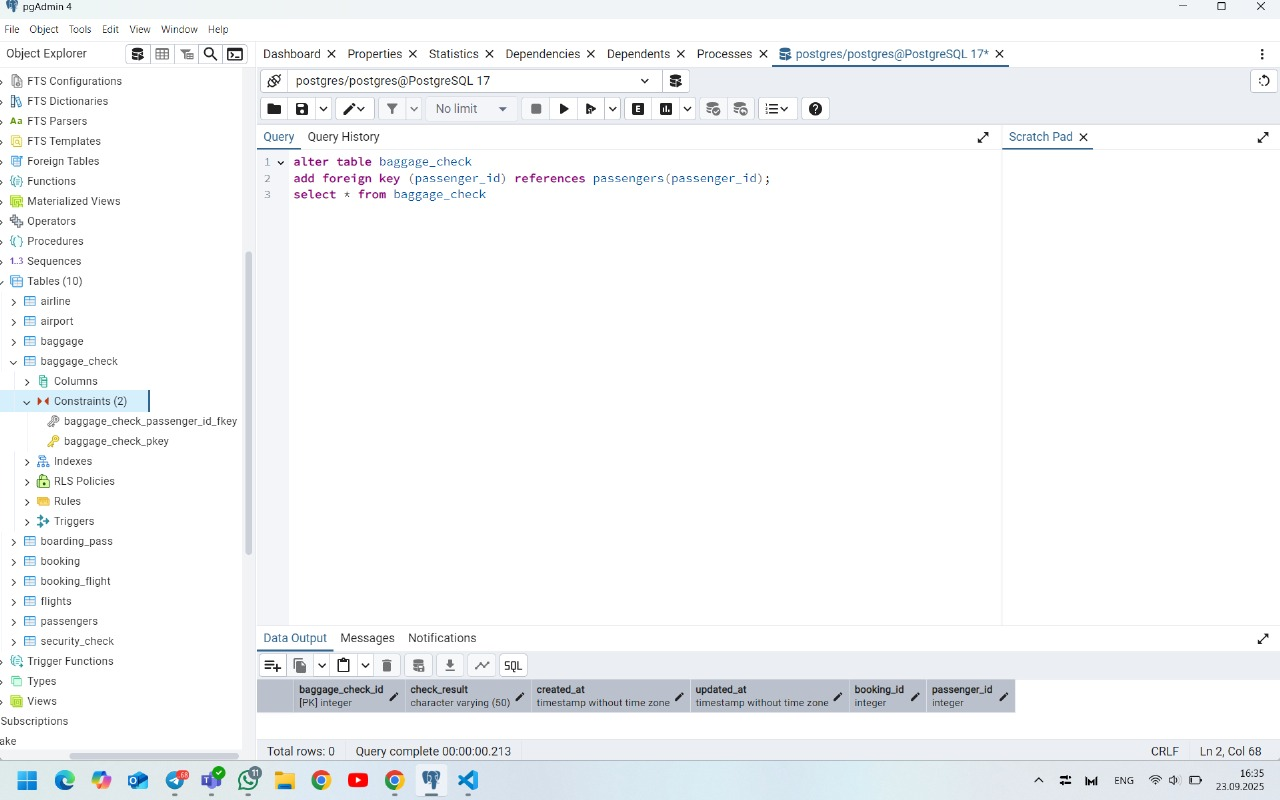 pgAdmin 4
File Object Tools Edit View Window Help
Object Explorer
Dashboard Properties Statistics Dependencies Dependents Processes postgres/postgres@PostgreSQL 17*
postgres/postgres@PostgreSQL 17
No limit
E
Query Query History
Scratch Pad
1 alter table baggage_check
2 add foreign key (passenger_id) references passengers(passenger_id);
3 select * from baggage_check
FTS Configurations
FTS Dictionaries
Aa FTS Parsers
FTS Templates
Foreign Tables
Functions
Materialized Views
Operators
Procedures
1..3 Sequences
Tables (10)
airline
airport
baggage
baggage_check
Columns
Constraints (2)
baggage_check_passenger_id_fkey
baggage_check_pkey
Indexes
RLS Policies
Rules
Triggers
boarding_pass
booking
booking_flight
flights
passengers
security_check
Trigger Functions
Types
Views
Subscriptions
ake
Data Output Messages Notifications
SQL
baggage_check_id check_result created_at updated_at booking_id passenger_id
[PK] integer character varying (50) timestamp without time zone timestamp without time zone integer integer
Total rows: 0 Query complete 00:00:00.213 CRLF Ln 2, Col 68
68 11
ENG
16:35
23.09.2025